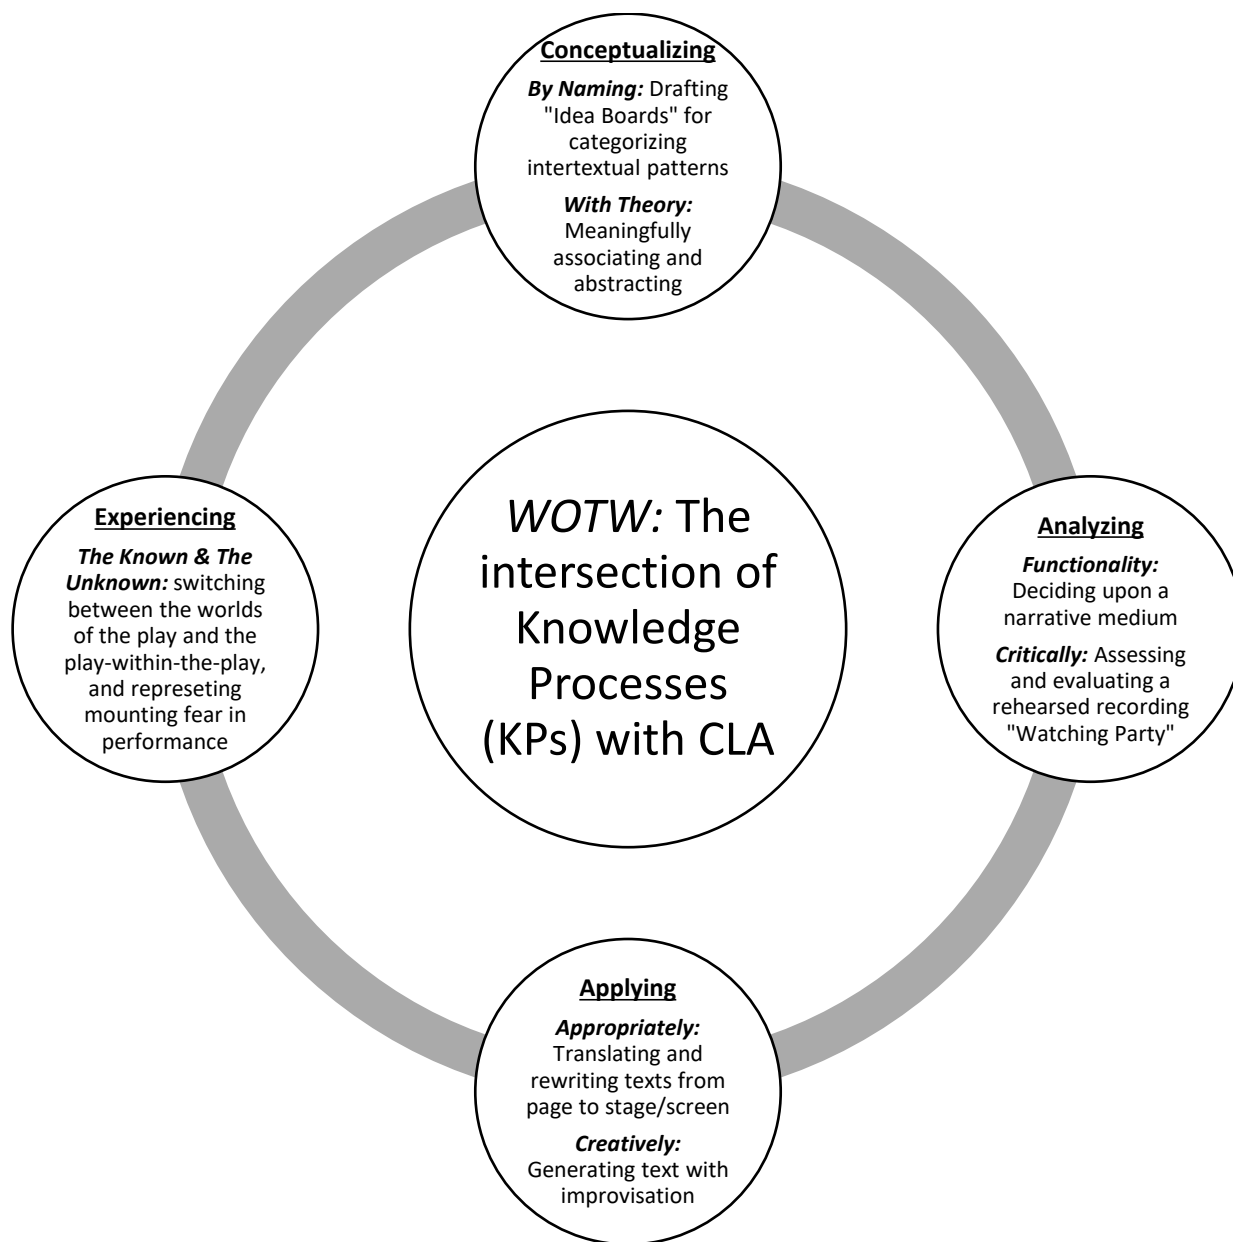 Conceptualizing
By Naming: Drafting
"Idea Boards" for
categorizing
intertextual patterns
With Theory:
Meaningfully
associating and
abstracting
Experiencing
The Known & The
Unknown: switching
between the worlds
of the play and the
play-within-the-play,
and represeting
mounting fear in
performance
WOTW: The
intersection of
Knowledge
Processes
(KPs) with CLA
Analyzing
Functionality:
Deciding upon a
narrative medium
Critically: Assessing
and evaluating a
rehearsed recording
"Watching Party"
Applying
Appropriately:
Translating and
rewriting texts from
page to stage/screen
Creatively:
Generating text with
improvisation